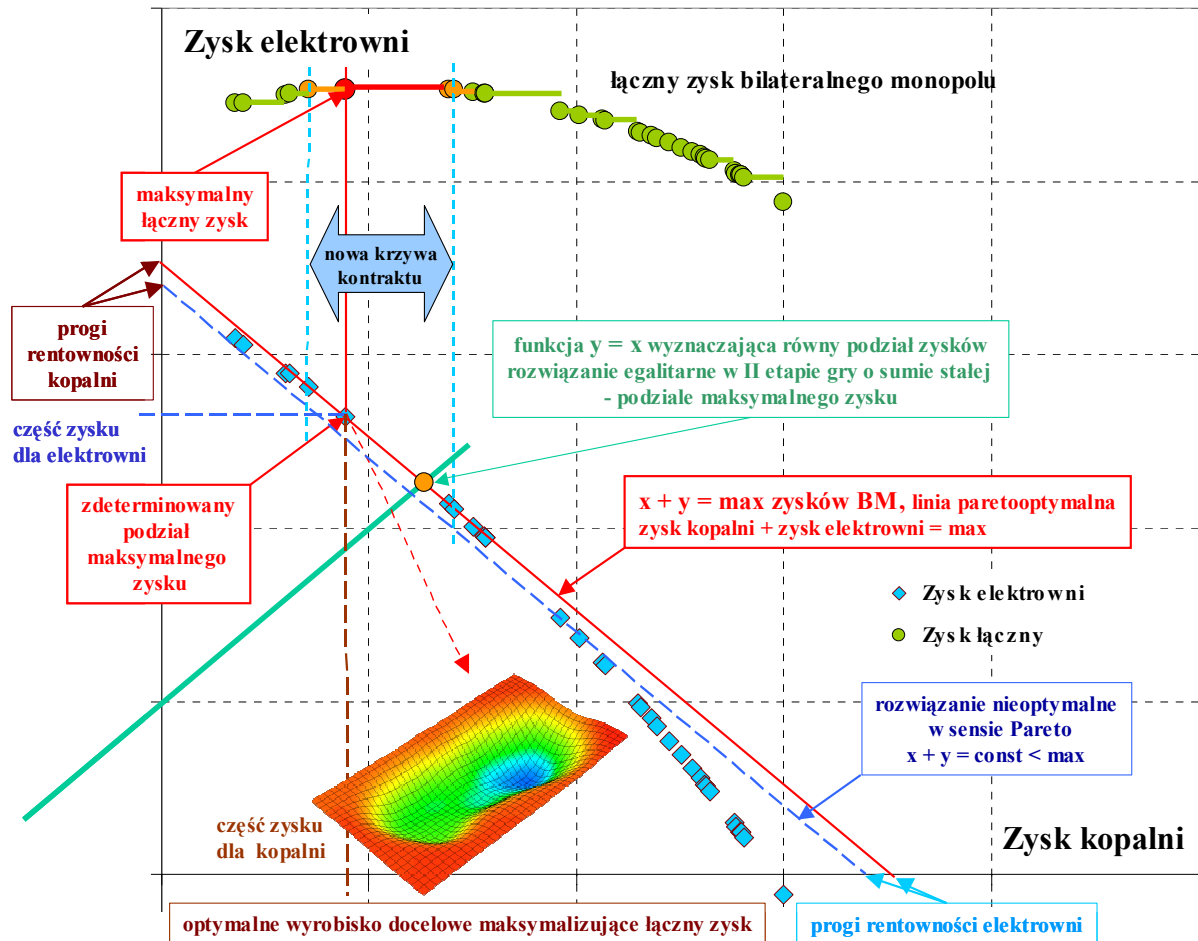 Zysk elektrowni
łączny zysk bilateralnego monopolu
maksymalny
łączny zysk
nowa krzywa
kontraktu
progi
rentowności
kopalni
funkcja y = x wyznaczająca równy podział zysków
rozwiązanie egalitarne w II etapie gry o sumie stałej
- podziale maksymalnego zysku
część zysku
dla elektrowni
zdeterminowany
podział
maksymalnego
zysku
x + y = max zysków BM, linia paretooptymalna
zysk kopalni + zysk elektrowni = max
Zysk elektrowni
Zysk łączny
rozwiązanie nieoptymalne
w sensie Pareto
x + y = const < max
część zysku
dla kopalni
Zysk kopalni
optymalne wyrobisko docelowe maksymalizujące łączny zysk
progi rentowności elektrowni